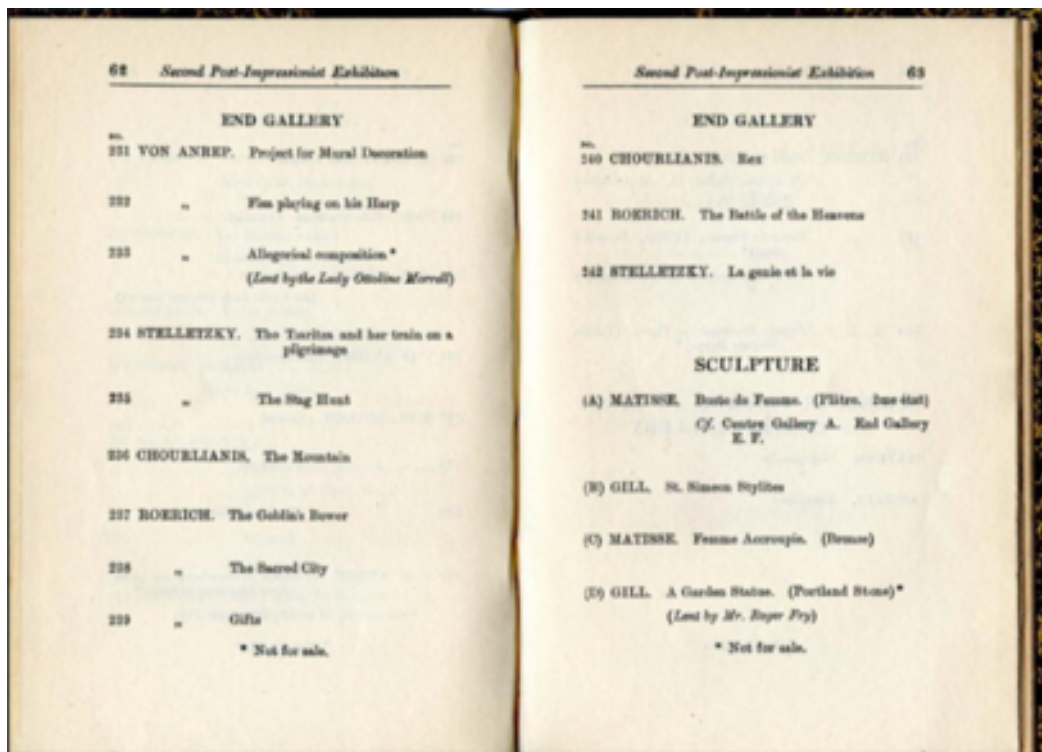 62 Second Post-Impressionist Exhibition
END GALLERY
NO.
231 VON ANREP. Project for Mural Decoration
232 „ Fisa playing on his Harp
233 „ Allegorical composition *
(Lent by the Lady Ottoline Morrell)
234 STELLETZKY. The Tsaritsa and her train on a
pilgrimage
235 „ The Stag Hunt
236 CHOURLIANIS. The Mountain
237 ROERICH. The Goblin's Bower
238 „ The Sacred City
239 „ Gifts
* Not for sale.
Second Post-Impressionist Exhibition 63
END GALLERY
NO.
240 CHOURLIANIS. Rex
241 ROERICH. The Battle of the Heavens
242 STELLETZKY. La genie et la vie
SCULPTURE
(A) MATISSE. Buste de Femme. (Plâtre. 2me état)
Cf. Centre Gallery A. End Gallery
E. F.
(B) GILL. St. Simeon Stylites
(C) MATISSE. Femme Accroupie. (Bronze)
(D) GILL. A Garden Statue. (Portland Stone) *
(Lent by Mr. Roger Fry)
* Not for sale.